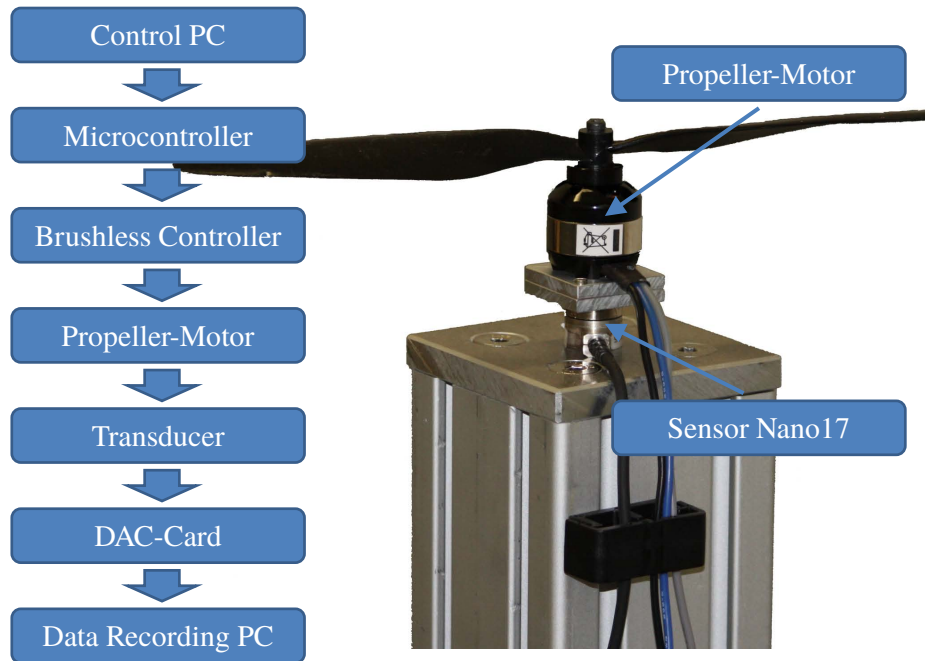 Control PC
Microcontroller
Brushless Controller
Propeller-Motor
Transducer
DAC-Card
Data Recording PC
Propeller-Motor
Sensor Nano17